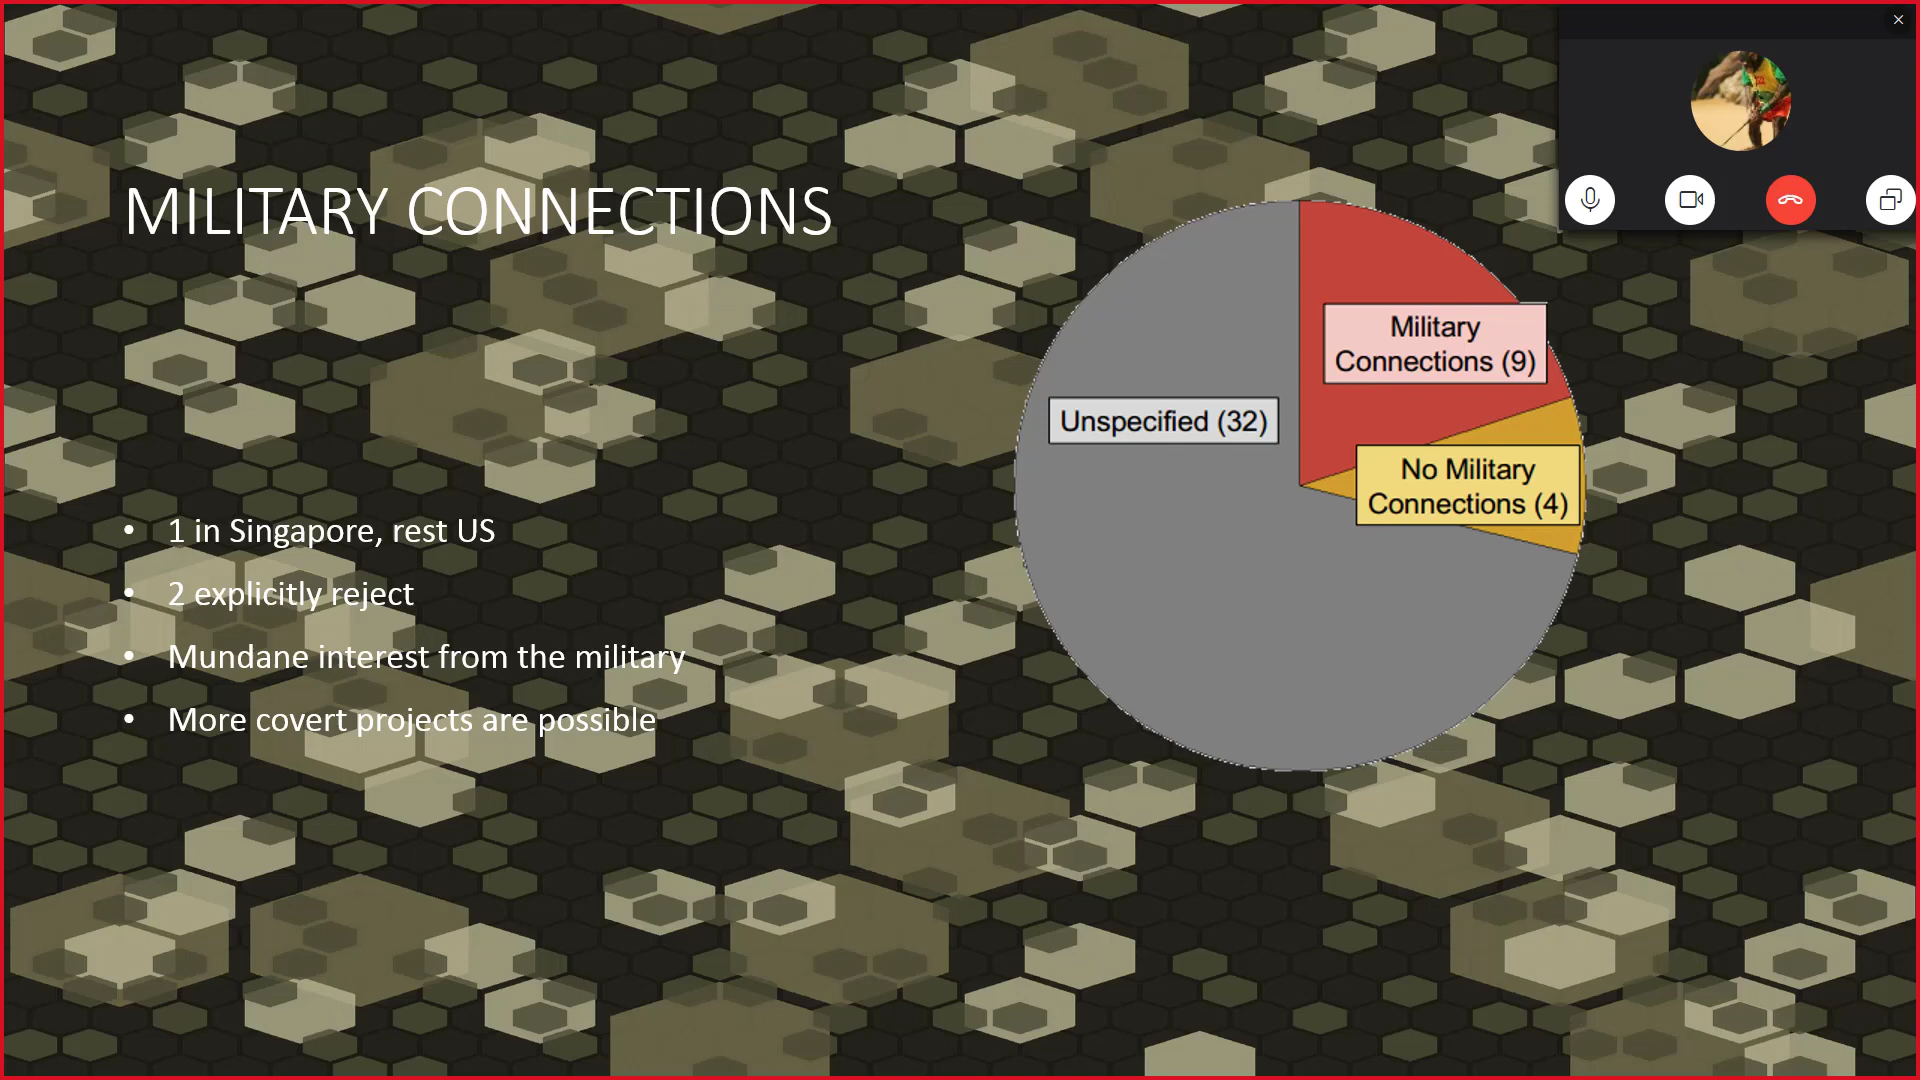 MILITARY CONNECTIONS
• 1 in Singapore, rest US
• 2 explicitly reject
• Mundane interest from the military
• More covert projects are possible
Military
Connections (9)
Unspecified (32)
No Military
Connections (4)